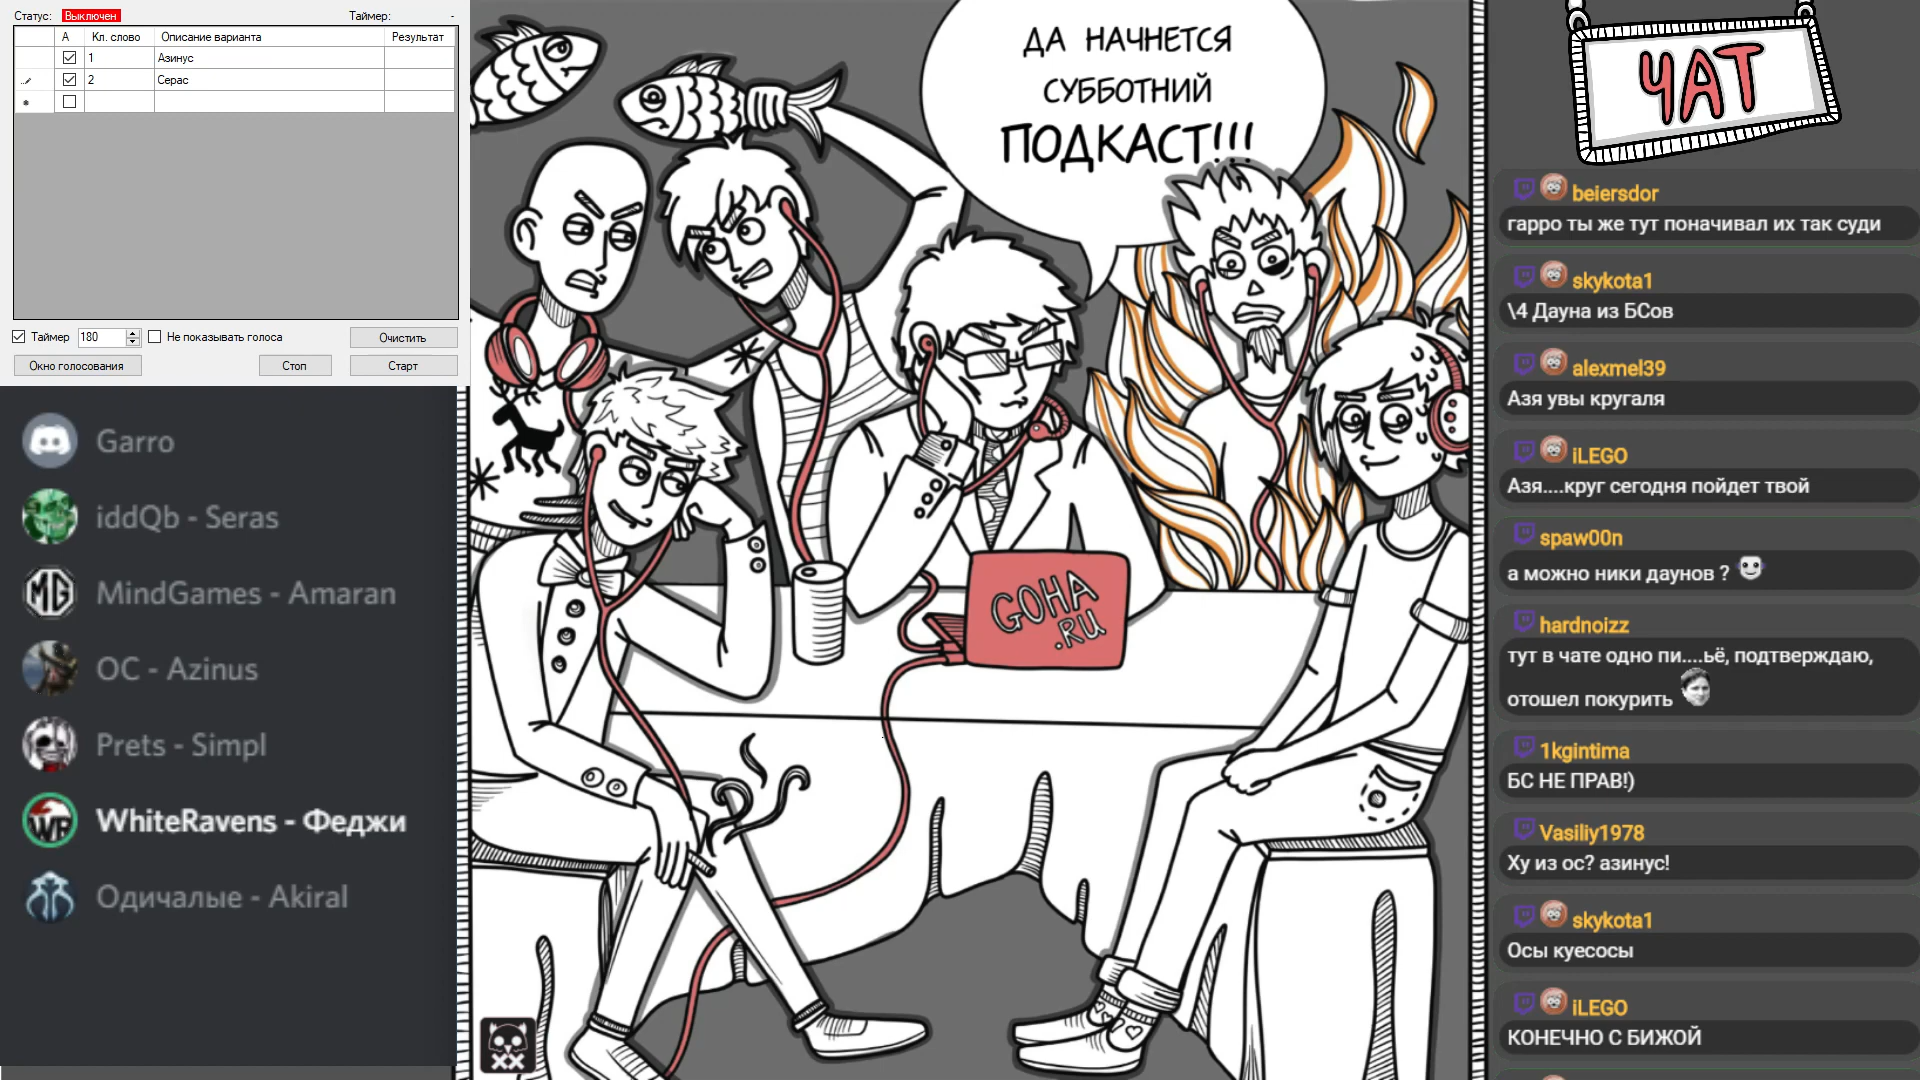 Статус: Выключен Таймер: -
А Кл. слово Описание варианта Результат
1 Азинус
2 Серас
Таймер 180 Не показывать голоса Очистить
Окно голосования Стоп Старт
Garro
iddQb - Seras
MindGames - Amaran
OC - Azinus
Prets - Simpl
WhiteRavens - Феджи
Одичалые - Akiral
ДА НАЧНЕТСЯ
СУББОТНИЙ
ПОДКАСТ!!!
GOHA
.RU
ЧАТ
beiersdor
гарро ты же тут поначивал их так суди
skykota1
\4 Дауна из БСов
alexmel39
Азя увы кругаля
iLEGO
Азя....круг сегодня пойдет твой
spaw00n
а можно ники даунов ?
hardnoizz
тут в чате одно пи....ьё, подтверждаю,
отошел покурить
1kgintima
БС НЕ ПРАВ!)
Vasiliy1978
Ху из ос? азинус!
skykota1
Осы куесосы
iLEGO
КОНЕЧНО С БИЖОЙ